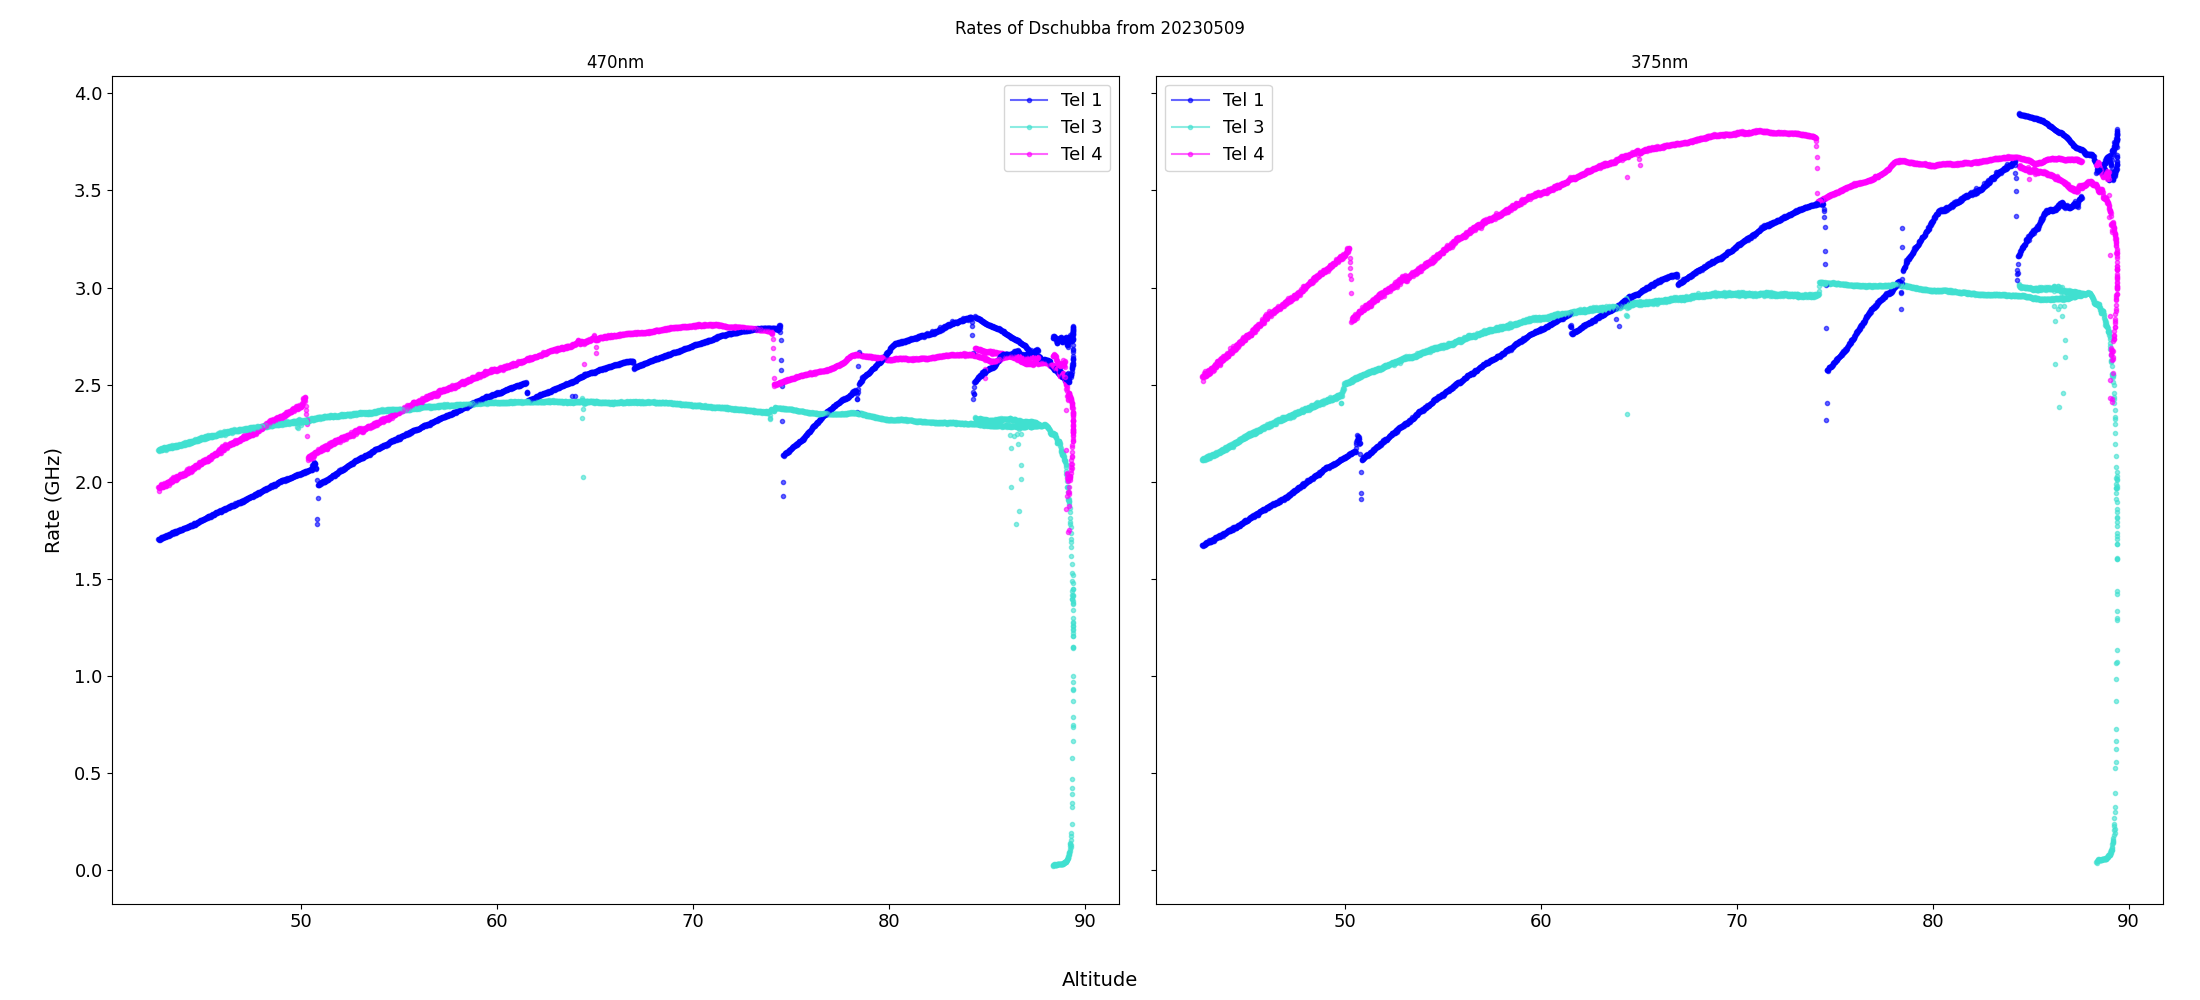 Rates of Dschubba from 20230509
470nm
375nm
Tel 1
Tel 3
Tel 4
Tel 1
Tel 3
Tel 4
4.0
3.5
3.0
2.5
2.0
1.5
1.0
0.5
0.0
Rate (GHz)
50 60 70 80 90
50 60 70 80 90
Altitude